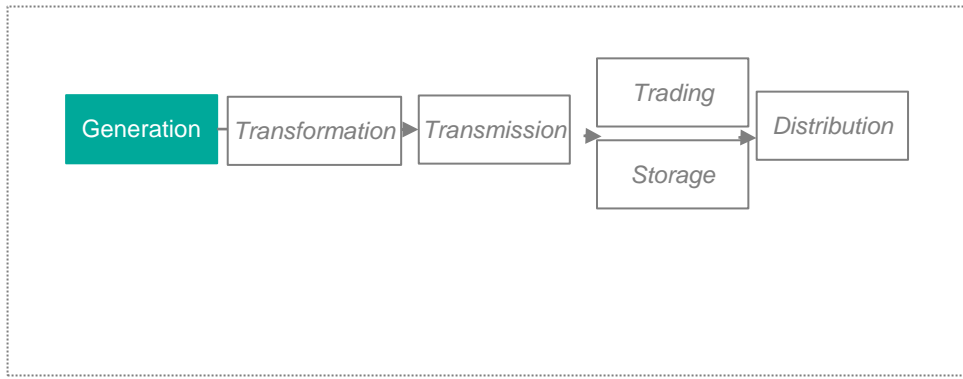 Generation
Transformation
Transmission
Trading
Storage
Distribution